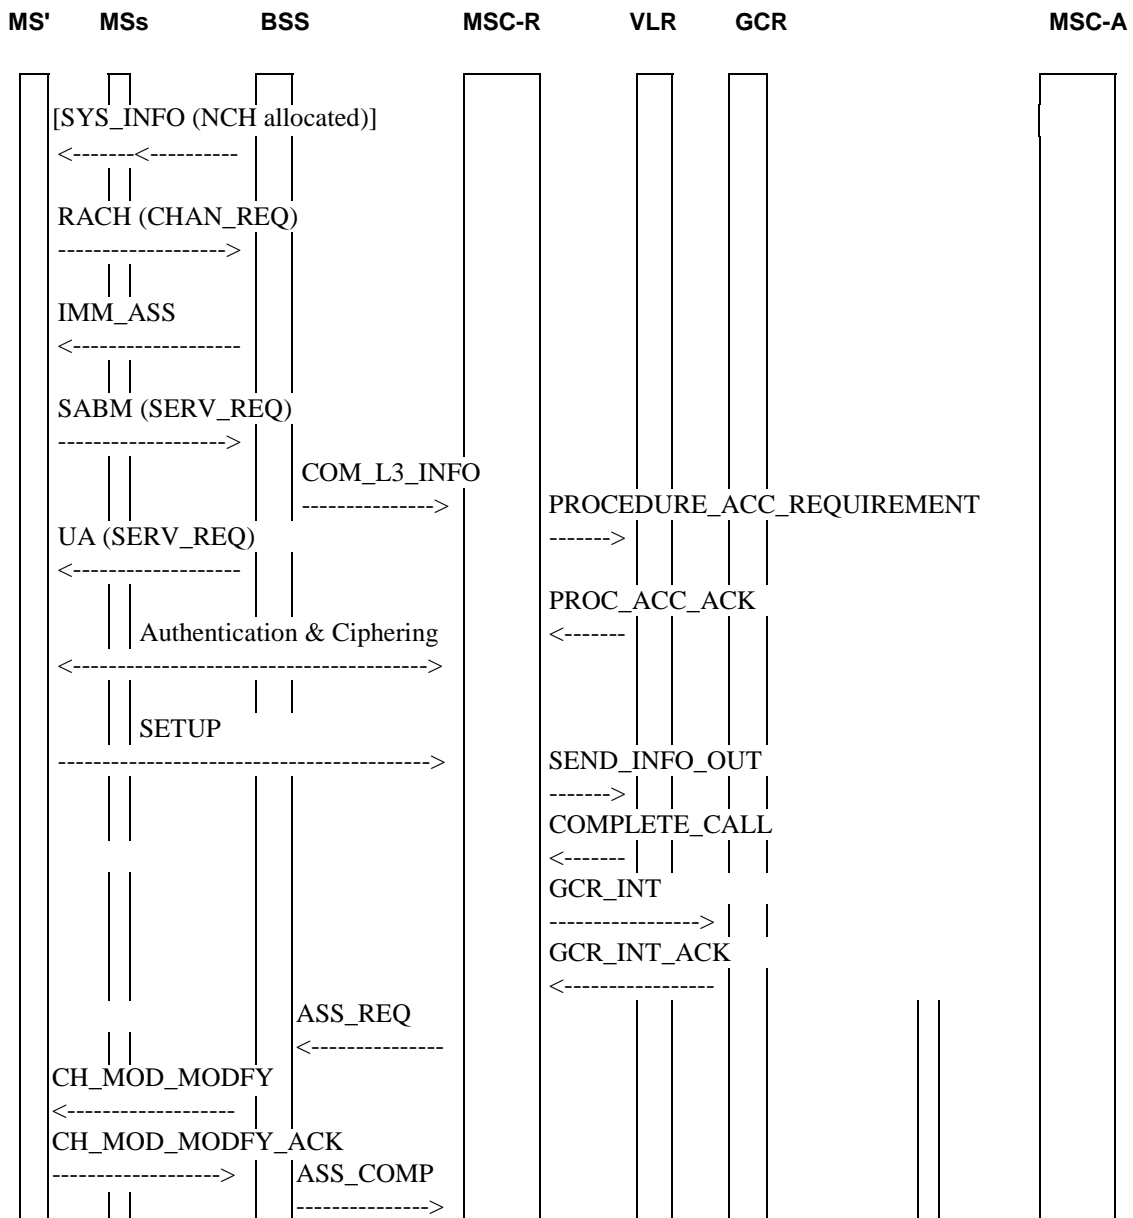 MS' MSs BSS MSC-R VLR GCR MSC-A
[SYS_INFO (NCH allocated)]
<-------<----------
RACH (CHAN_REQ)
------------------->
IMM_ASS
<-------------------
SABM (SERV_REQ)
------------------->
COM_L3_INFO
---------------> PROCEDURE_ACC_REQUIREMENT
UA (SERV_REQ) ------->
<-------------------
PROC_ACC_ACK
Authentication & Ciphering <-------
<---------------------------------------->
SETUP
------------------------------------------> SEND_INFO_OUT
------->
COMPLETE_CALL
<-------
GCR_INT
----------------->
GCR_INT_ACK
<-----------------
ASS_REQ
<---------------
CH_MOD_MODFY
<-------------------
CH_MOD_MODFY_ACK
-------------------> ASS_COMP
--------------->